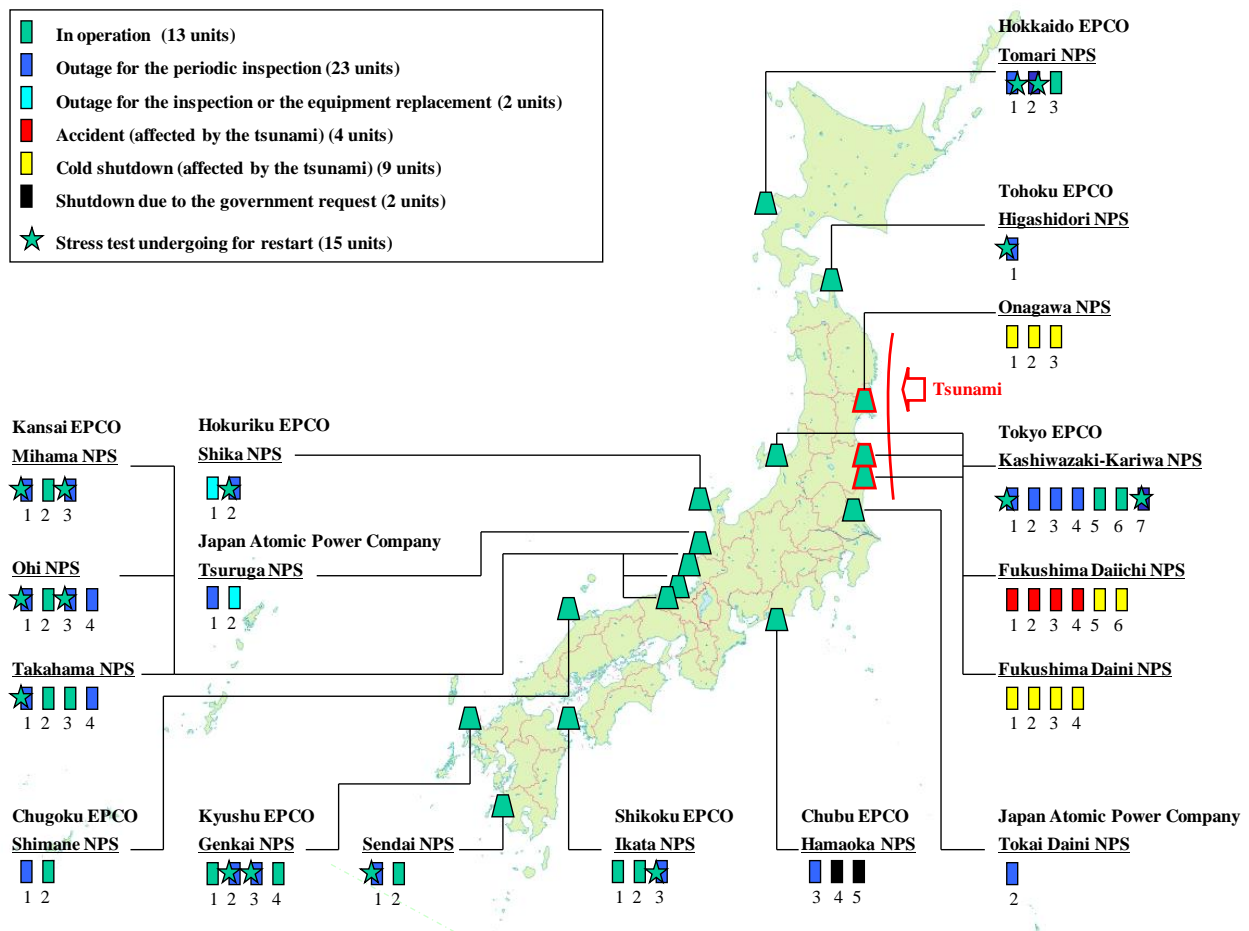 In operation (13 units)
Outage for the periodic inspection (23 units)
Outage for the inspection or the equipment replacement (2 units)
Accident (affected by the tsunami) (4 units)
Cold shutdown (affected by the tsunami) (9 units)
Shutdown due to the government request (2 units)
Stress test undergoing for restart (15 units)
Hokkaido EPCO
Tomari NPS
1 2 3
Tohoku EPCO
Higashidori NPS
1
Onagawa NPS
1 2 3
Tsunami
Tokyo EPCO
Kashiwazaki-Kariwa NPS
1 2 3 4 5 6 7
Fukushima Daiichi NPS
1 2 3 4 5 6
Fukushima Daini NPS
1 2 3 4
Kansai EPCO
Mihama NPS
1 2 3
Ohi NPS
1 2 3 4
Takahama NPS
1 2 3 4
Hokuriku EPCO
Shika NPS
1 2
Japan Atomic Power Company
Tsuruga NPS
1 2
Chugoku EPCO
Shimane NPS
1 2
Kyushu EPCO
Genkai NPS
1 2 3 4
Sendai NPS
1 2
Shikoku EPCO
Ikata NPS
1 2 3
Chubu EPCO
Hamaoka NPS
3 4 5
Japan Atomic Power Company
Tokai Daini NPS
2